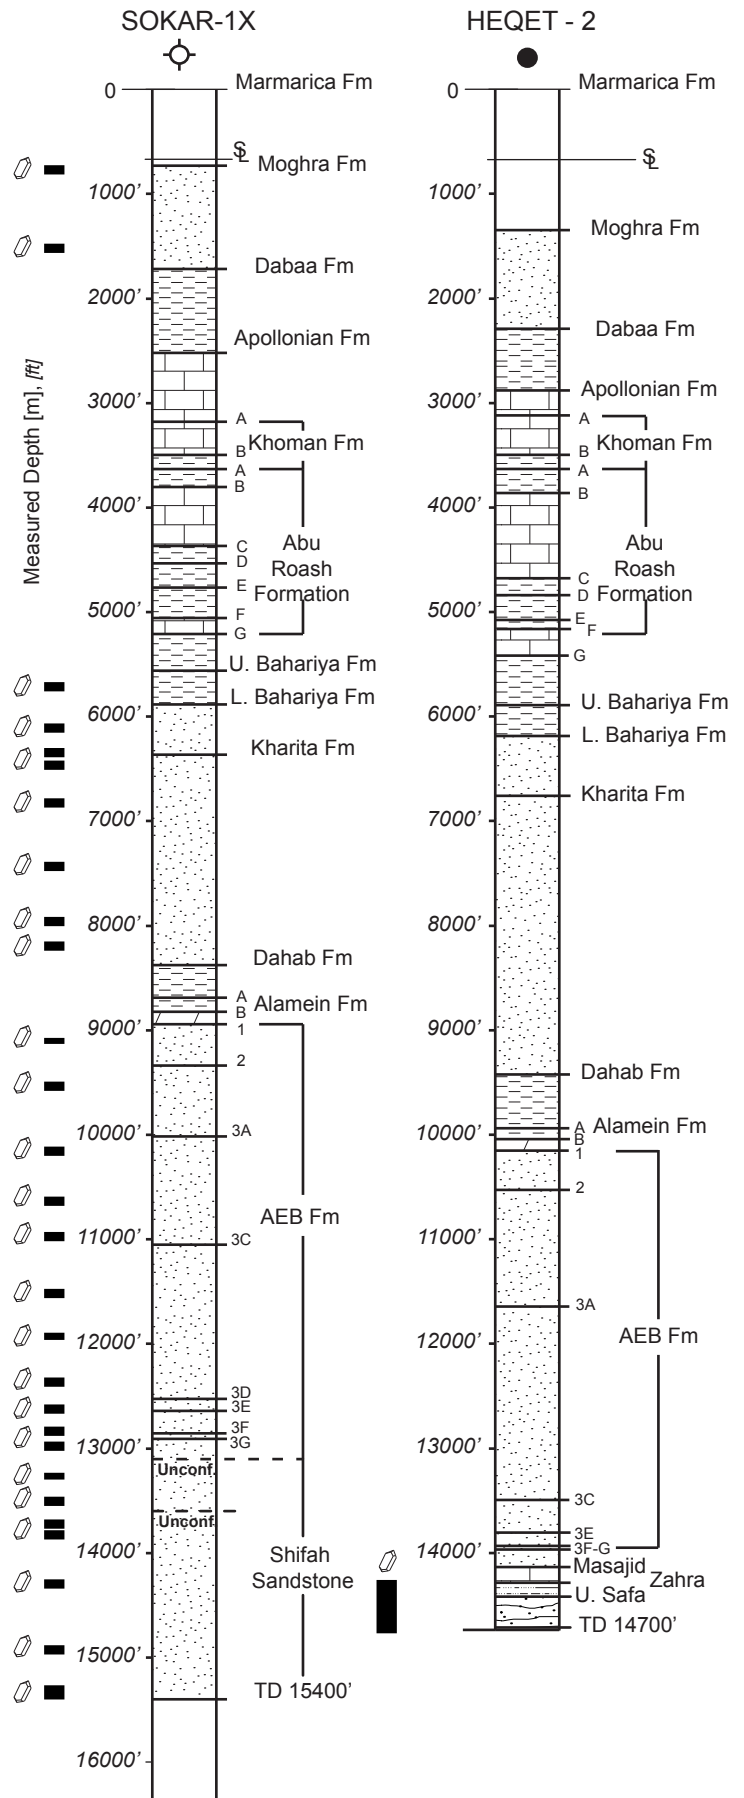 SOKAR-1X
HEQET - 2
Measured Depth [m], [ft]
0
Marmarica Fm
SL
Moghra Fm
1000’
Dabaa Fm
2000’
Apollonian Fm
3000’
A
Khoman Fm
B
A
B
4000’
C
Abu
D
Roash
E
Formation
5000’
F
G
U. Bahariya Fm
L. Bahariya Fm
6000’
Kharita Fm
7000’
8000’
Dahab Fm
A
Alamein Fm
B
9000’
1
2
3A
10000’
AEB Fm
3C
11000’
12000’
3D
3E
3F
3G
13000’
Unconf.
Unconf.
14000’
Shifah
Sandstone
15000’
TD 15400’
16000’
0
Marmarica Fm
SL
1000’
Moghra Fm
2000’
Dabaa Fm
Apollonian Fm
3000’
A
Khoman Fm
B
A
B
4000’
Abu
Roash
C
D
Formation
5000’
E
F
G
U. Bahariya Fm
6000’
L. Bahariya Fm
Kharita Fm
7000’
8000’
9000’
Dahab Fm
A
Alamein Fm
10000’
B
1
2
11000’
3A
AEB Fm
12000’
13000’
3C
3E
3F-G
14000’
Masajid
Zahra
U. Safa
TD 14700’